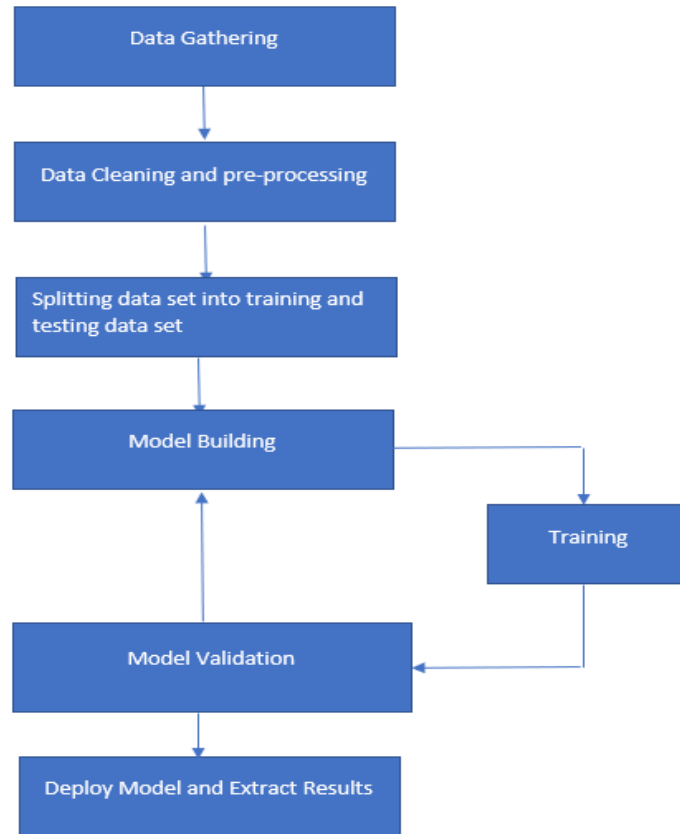 Data Gathering
Data Cleaning and pre-processing
Splitting data set into training and
testing data set
Model Building
Training
Model Validation
Deploy Model and Extract Results